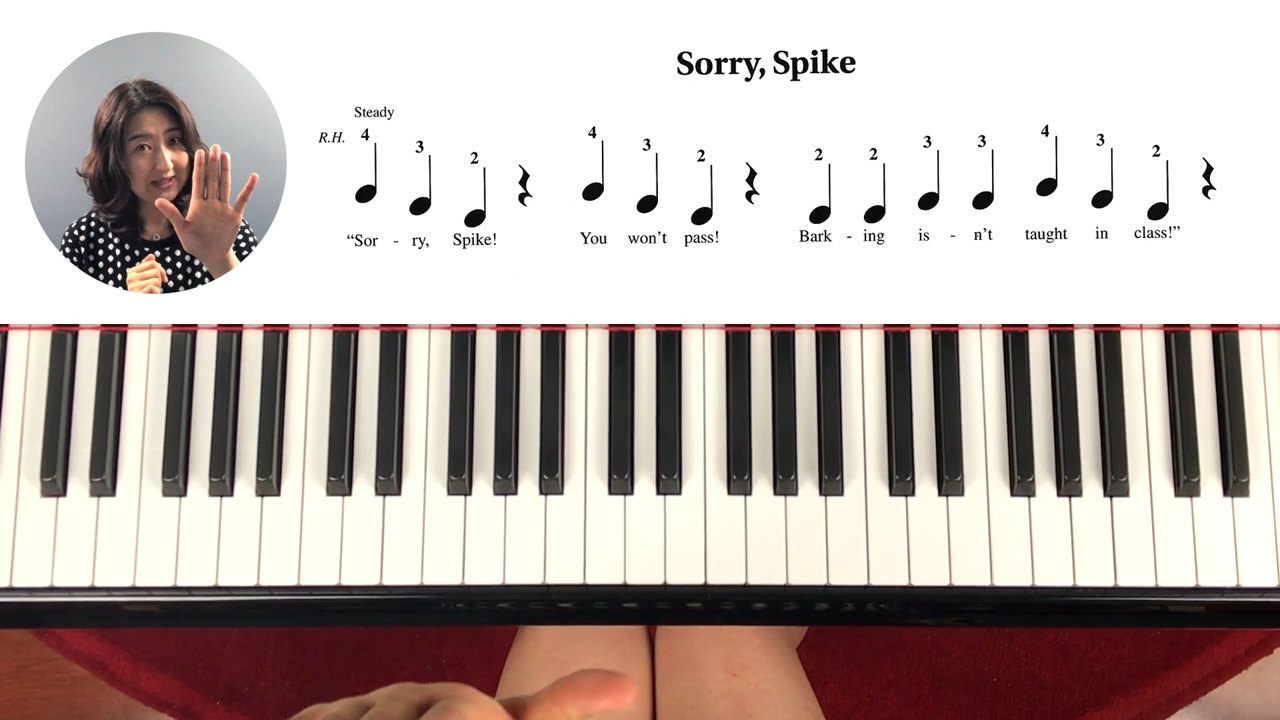 Sorry, Spike
Steady
R.H. 4 3 2 4 3 2 2 2 3 3 4 3 2
“Sor - ry, Spike! You won’t pass! Bark - ing is - n’t taught in class!”